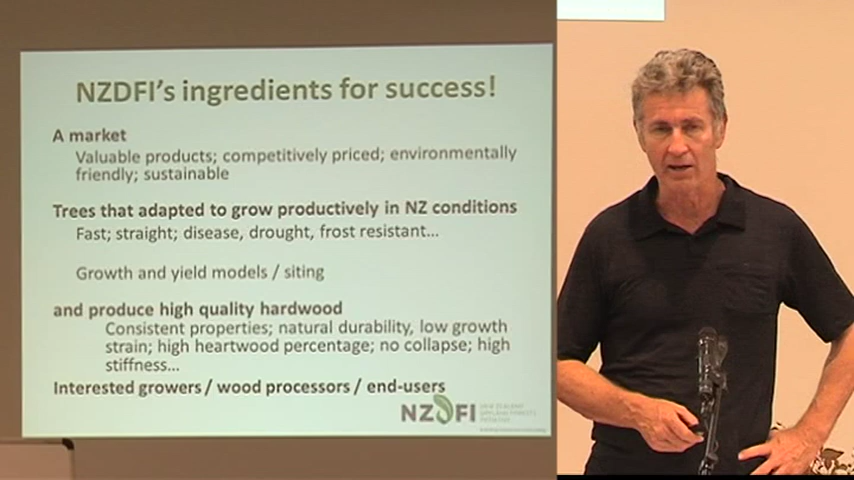 NZDFI's ingredients for success!
A market
Valuable products; competitively priced; environmentally
friendly; sustainable
Trees that adapted to grow productively in NZ conditions
Fast; straight; disease, drought, frost resistant...
Growth and yield models / siting
and produce high quality hardwood
Consistent properties; natural durability, low growth
strain; high heartwood percentage; no collapse; high
stiffness...
Interested growers / wood processors / end-users
NZDFI